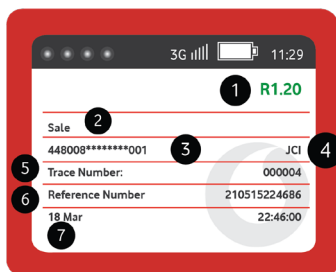 3G 11:29
1 R1.20
Sale 2
448008********001 3 JCI 4
5 Trace Number: 000004
6 Reference Number 210515224686
18 Mar 22:46:00
7